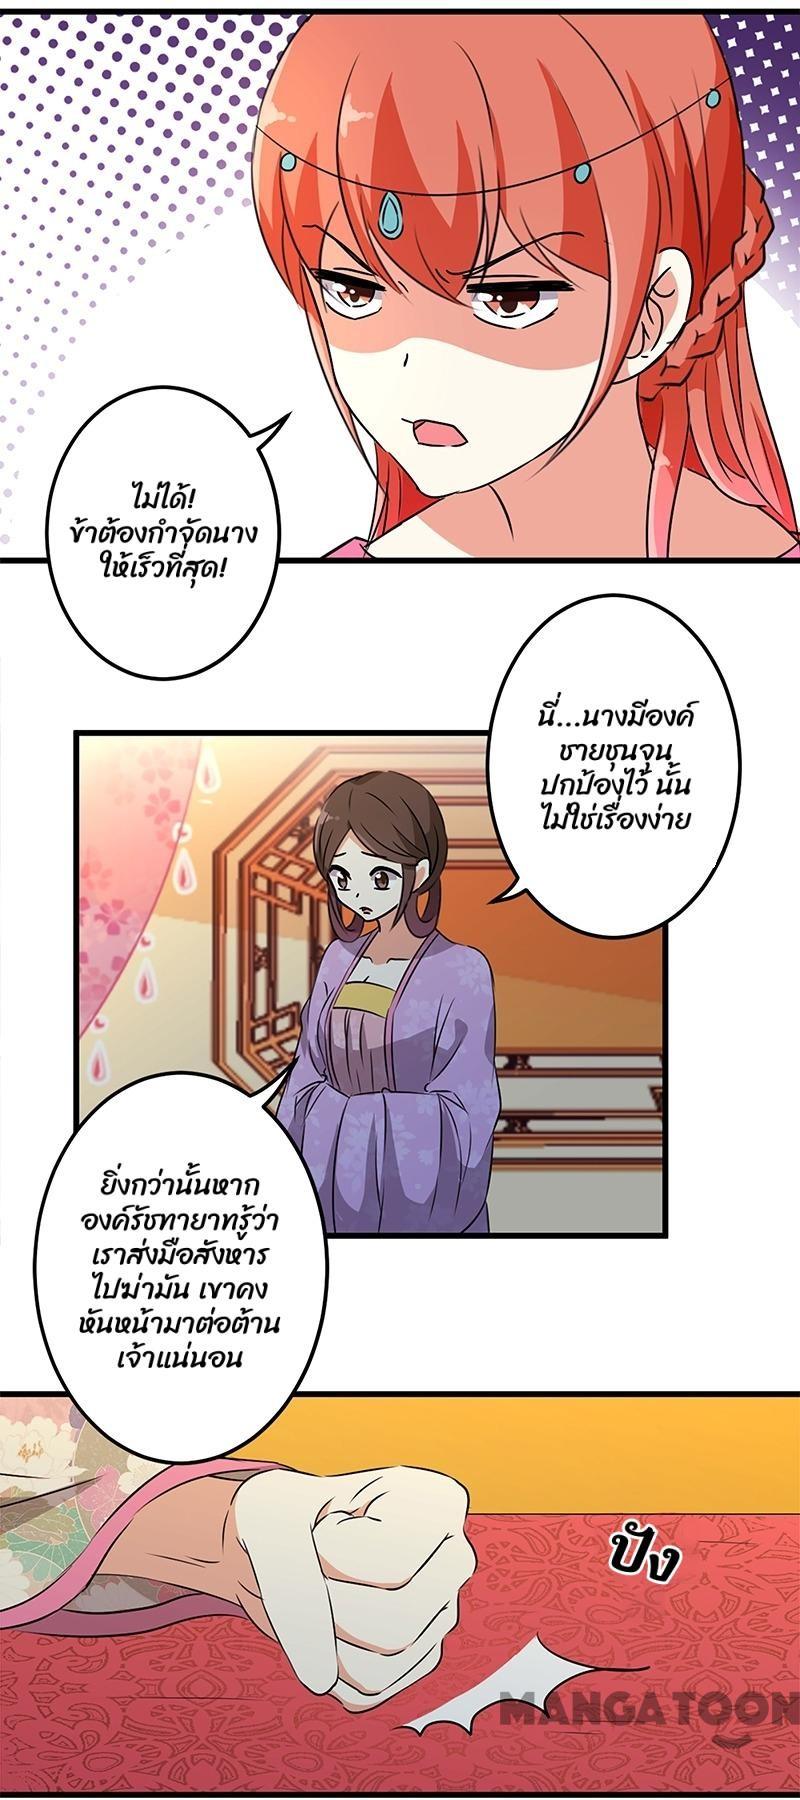 ไม่ได้!
ข้าต้องกำจัดนาง
ให้เร็วที่สุด!
นี่...นางมีองค์
ชายชุนจุน
ปกป้องไว้ นั้น
ไม่ใช่เรื่องง่าย
ยิ่งกว่านั้นหาก
องค์รัชทายาทรู้ว่า
เราส่งมือสังหาร
ไปฆ่ามัน เขาคง
หันหน้ามาต่อต้าน
เจ้าแน่นอน
ปัง
MANGATOON